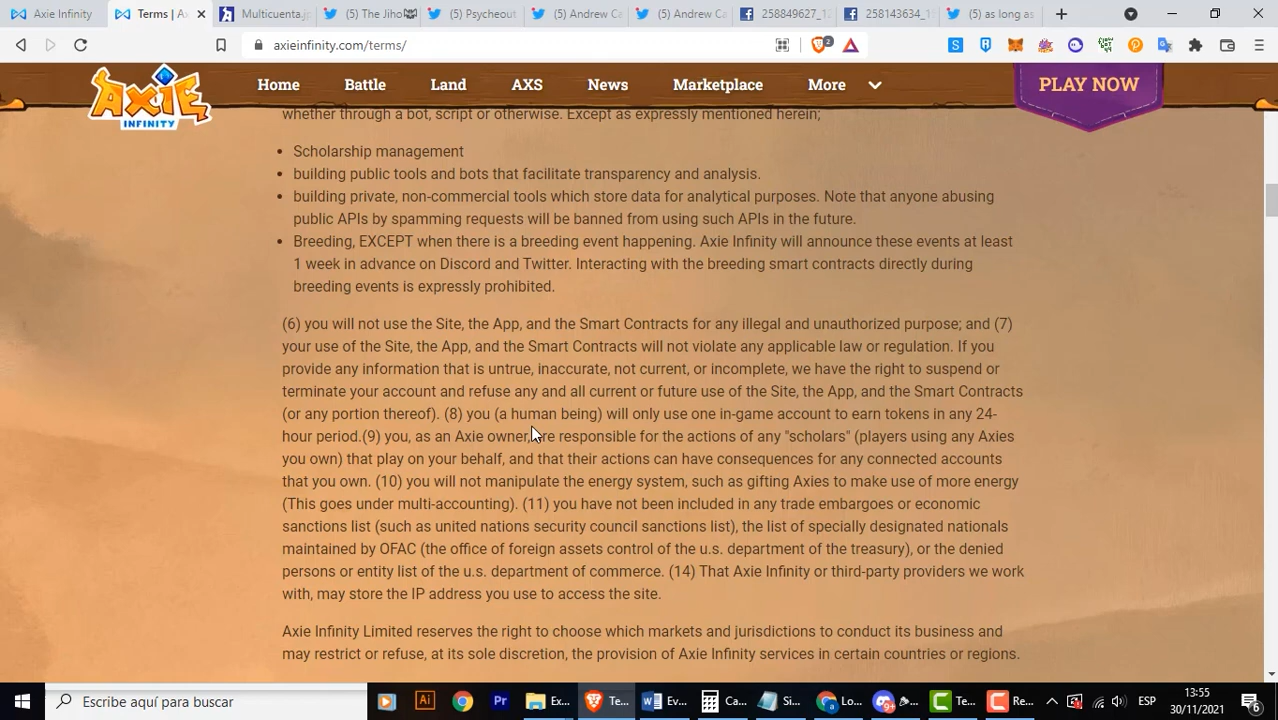 Axie Infinity
Terms | A
Multicuenta.j
(5) The Jiho
(5) Psycheout
(5) Andrew Ca
(5) Andrew Ca
258849627_1
258143634_1
(5) as long as
axieinfinity.com/terms/
2
AXIE
INFINITY
Home
Battle
Land
AXS
News
Marketplace
More
PLAY NOW
whether through a bot, script or otherwise. Except as expressly mentioned herein;
• Scholarship management
• building public tools and bots that facilitate transparency and analysis.
• building private, non-commercial tools which store data for analytical purposes. Note that anyone abusing
public APIs by spamming requests will be banned from using such APIs in the future.
• Breeding, EXCEPT when there is a breeding event happening. Axie Infinity will announce these events at least
1 week in advance on Discord and Twitter. Interacting with the breeding smart contracts directly during
breeding events is expressly prohibited.
(6) you will not use the Site, the App, and the Smart Contracts for any illegal and unauthorized purpose; and (7)
your use of the Site, the App, and the Smart Contracts will not violate any applicable law or regulation. If you
provide any information that is untrue, inaccurate, not current, or incomplete, we have the right to suspend or
terminate your account and refuse any and all current or future use of the Site, the App, and the Smart Contracts
(or any portion thereof). (8) you (a human being) will only use one in-game account to earn tokens in any 24-
hour period.(9) you, as an Axie owner, are responsible for the actions of any "scholars" (players using any Axies
you own) that play on your behalf, and that their actions can have consequences for any connected accounts
that you own. (10) you will not manipulate the energy system, such as gifting Axies to make use of more energy
(This goes under multi-accounting). (11) you have not been included in any trade embargoes or economic
sanctions list (such as united nations security council sanctions list), the list of specially designated nationals
maintained by OFAC (the office of foreign assets control of the u.s. department of the treasury), or the denied
persons or entity list of the u.s. department of commerce. (14) That Axie Infinity or third-party providers we work
with, may store the IP address you use to access the site.
Axie Infinity Limited reserves the right to choose which markets and jurisdictions to conduct its business and
may restrict or refuse, at its sole discretion, the provision of Axie Infinity services in certain countries or regions.
Escribe aquí para buscar
Ai
Pr
Ex...
Te...
Ev...
Ca...
Si...
Lo...
9+
Te...
Re...
ESP
13:55
30/11/2021
6